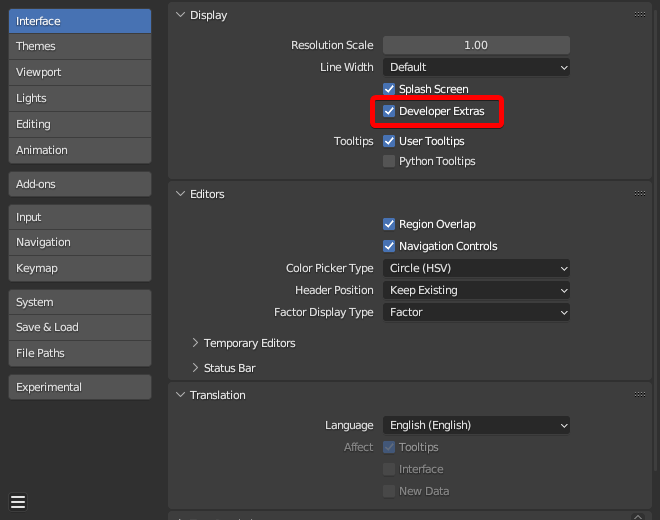 Interface
Themes
Viewport
Lights
Editing
Animation
Add-ons
Input
Navigation
Keymap
System
Save & Load
File Paths
Experimental
Display
Resolution Scale 1.00
Line Width Default
Splash Screen
Developer Extras
Tooltips User Tooltips
Python Tooltips
Editors
Region Overlap
Navigation Controls
Color Picker Type Circle (HSV)
Header Position Keep Existing
Factor Display Type Factor
Temporary Editors
Status Bar
Translation
Language English (English)
Affect Tooltips
Interface
New Data